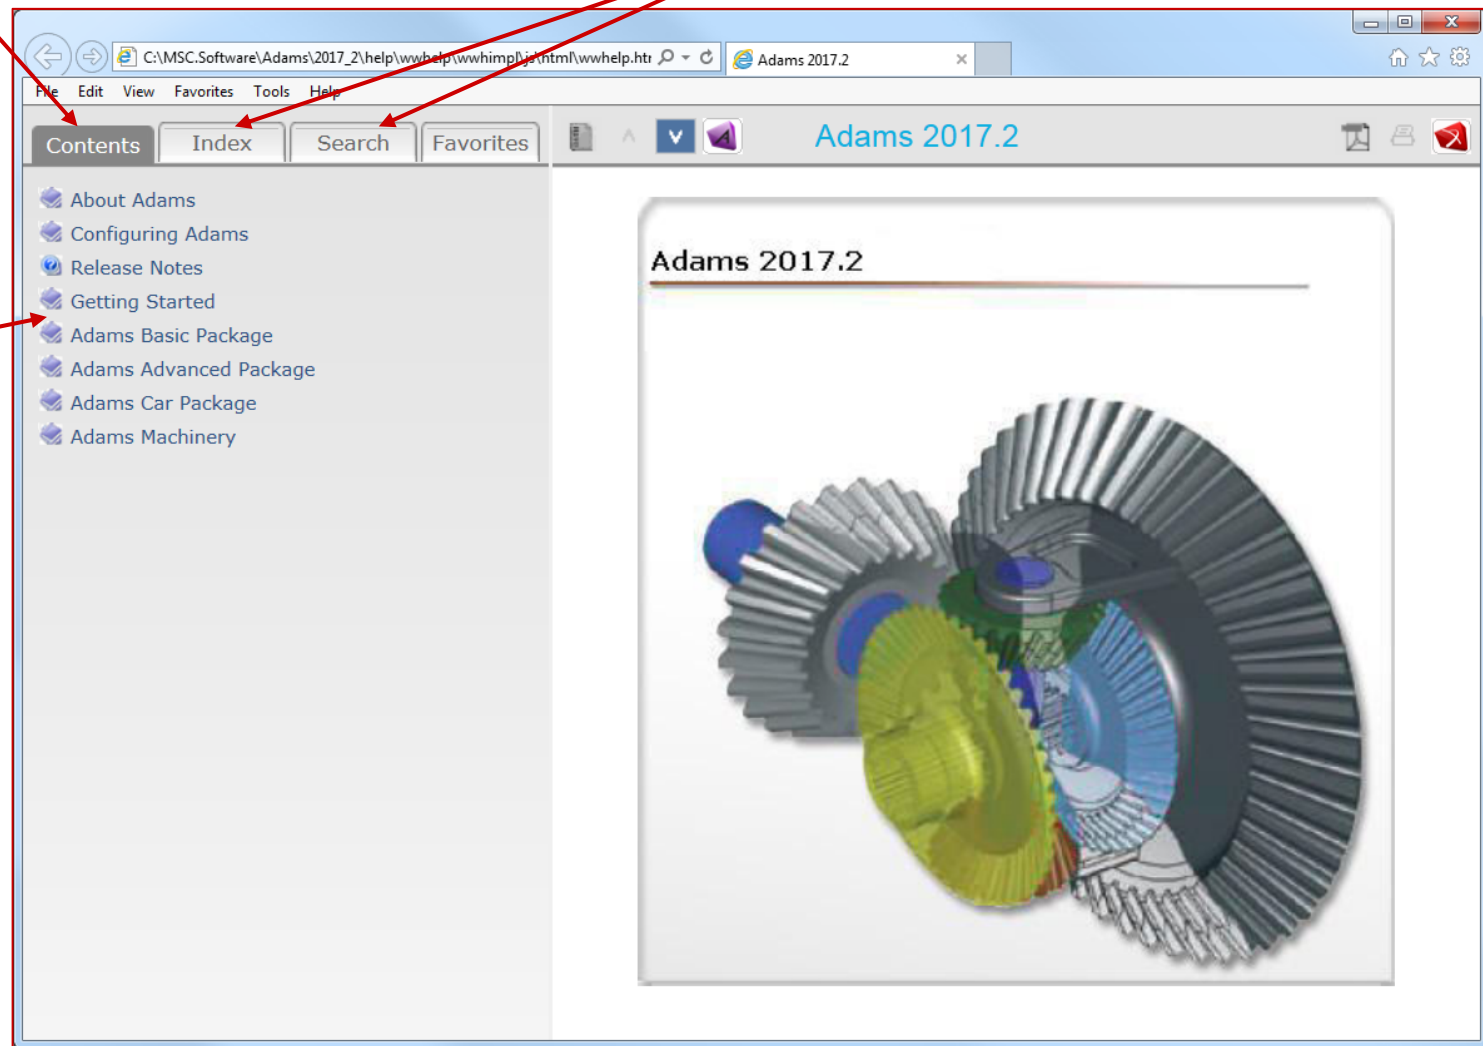 C:\MSC.Software\Adams\2017_2\help\wwhelp\wwhimpl\js\html\wwhelp.htm
Adams 2017.2
File Edit View Favorites Tools Help
Contents Index Search Favorites
Adams 2017.2
About Adams
Configuring Adams
Release Notes
Getting Started
Adams Basic Package
Adams Advanced Package
Adams Car Package
Adams Machinery
Adams 2017.2